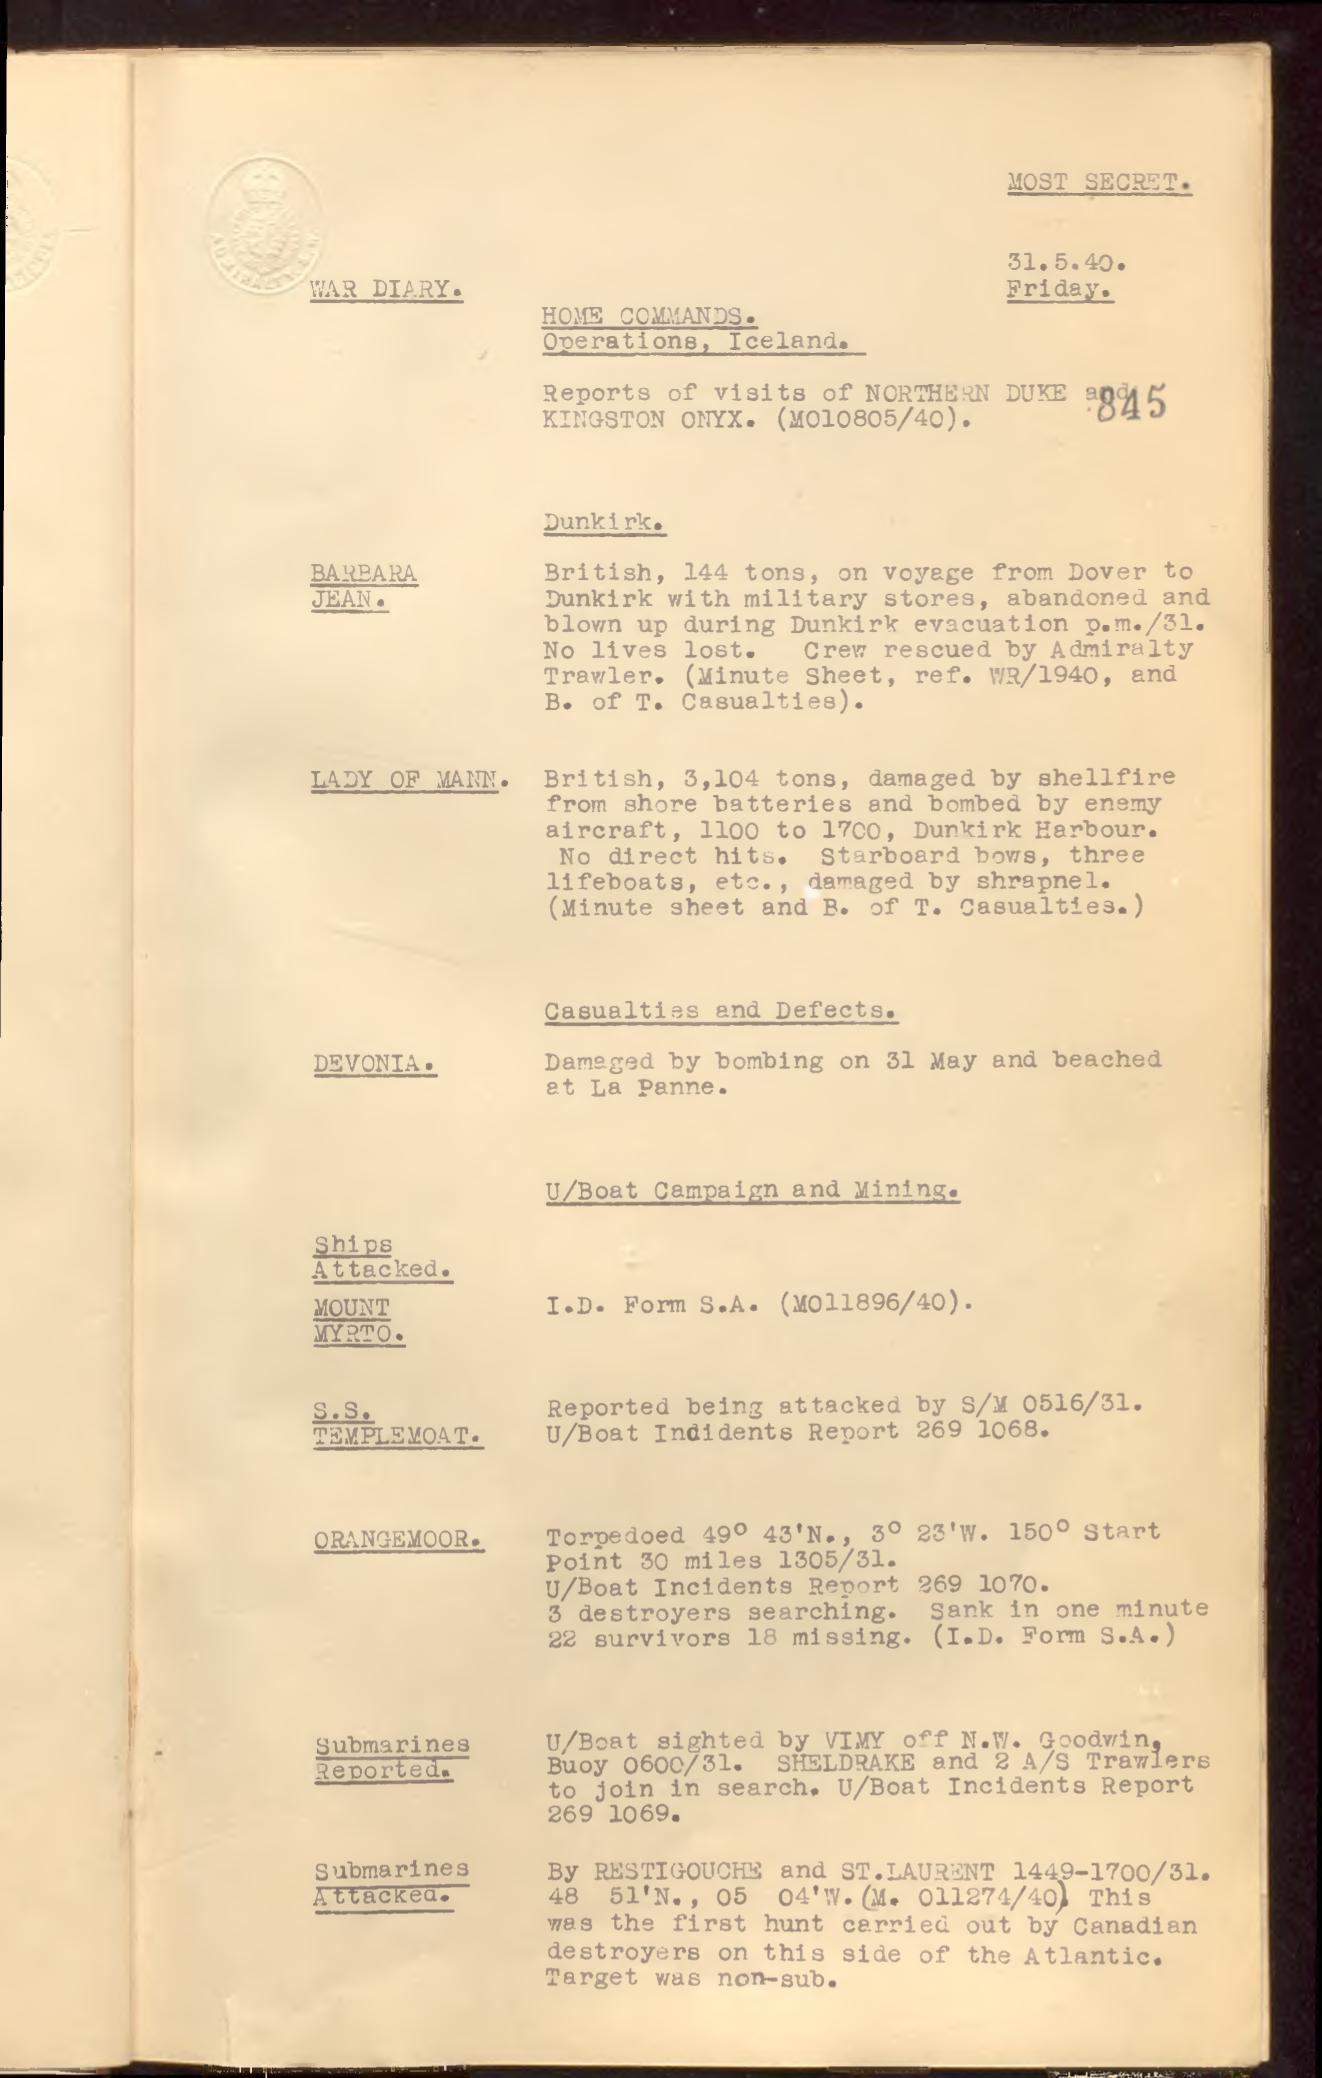 MOST SECRET.
31.5.40.
WAR DIARY.
Friday.
HOME COMMANDS.
Operations, Iceland.
Reports of visits of NORTHERN DUKE and
845
KINGSTON ONYX. (M010805/40).
Dunkirk.
BARBARA
JEAN.
British, 144 tons, on voyage from Dover to
Dunkirk with military stores, abandoned and
blown up during Dunkirk evacuation p.m./31.
No lives lost. Crew rescued by Admiralty
Trawler. (Minute Sheet, ref. WR/1940, and
B. of T. Casualties).
LADY OF MANN.
British, 3,104 tons, damaged by shellfire
from shore batteries and bombed by enemy
aircraft, 1100 to 1700, Dunkirk Harbour.
No direct hits. Starboard bows, three
lifeboats, etc., damaged by shrapnel.
(Minute sheet and B. of T. Casualties.)
Casualties and Defects.
DEVONIA.
Damaged by bombing on 31 May and beached
at La Panne.
U/Boat Campaign and Mining.
Ships
Attacked.
MOUNT
MYRTO.
I.D. Form S.A. (M011896/40).
S.S.
TEMPLEMOAT.
Reported being attacked by S/M 0516/31.
U/Boat Indidents Report 269 1068.
ORANGEMOOR.
Torpedoed 49° 43'N., 3° 23'W. 150° Start
Point 30 miles 1305/31.
U/Boat Incidents Report 269 1070.
3 destroyers searching. Sank in one minute
22 survivors 18 missing. (I.D. Form S.A.)
Submarines
Reported.
U/Boat sighted by VIMY off N.W. Goodwin,
Buoy 0600/31. SHELDRAKE and 2 A/S Trawlers
to join in search. U/Boat Incidents Report
269 1069.
Submarines
Attacked.
By RESTIGOUCHE and ST.LAURENT 1449-1700/31.
48 51'N., 05 04'W. (M. 011274/40) This
was the first hunt carried out by Canadian
destroyers on this side of the Atlantic.
Target was non-sub.